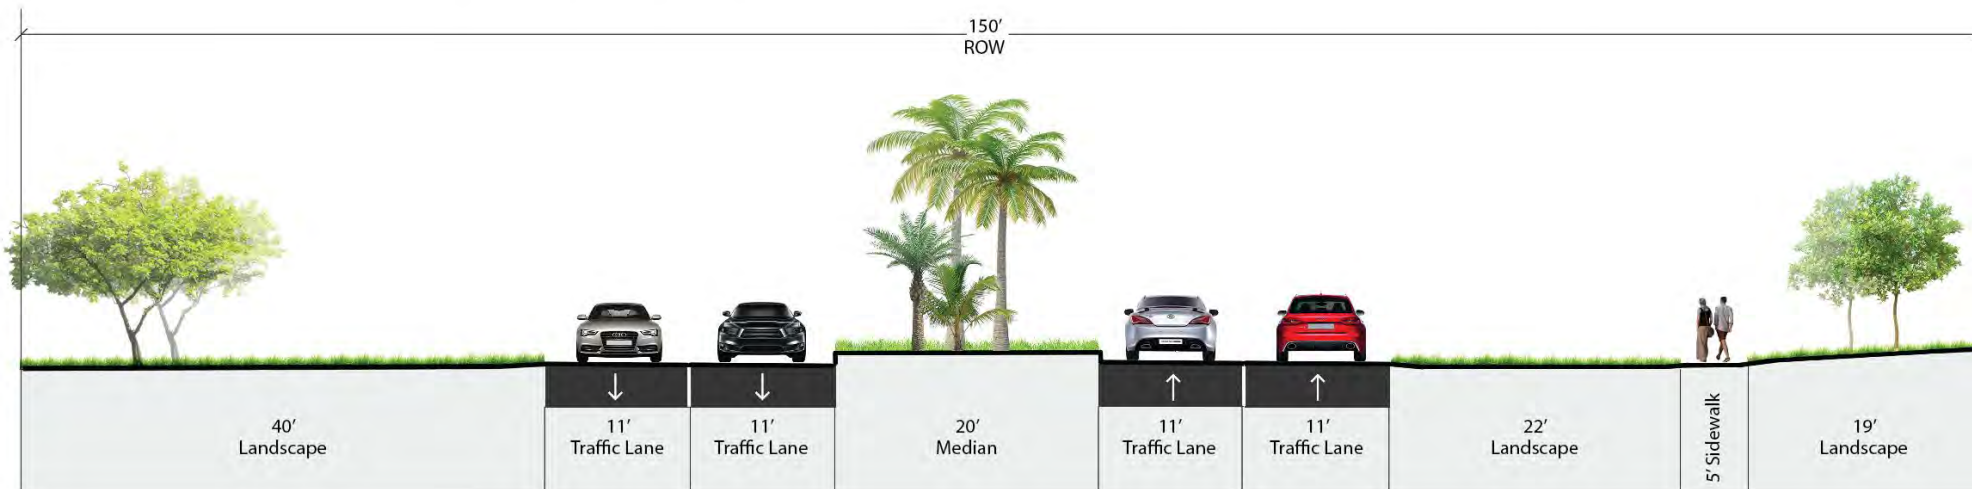 150’
ROW
40’
Landscape
11’
Traffic Lane
11’
Traffic Lane
20’
Median
11’
Traffic Lane
11’
Traffic Lane
22’
Landscape
5’ Sidewalk
19’
Landscape